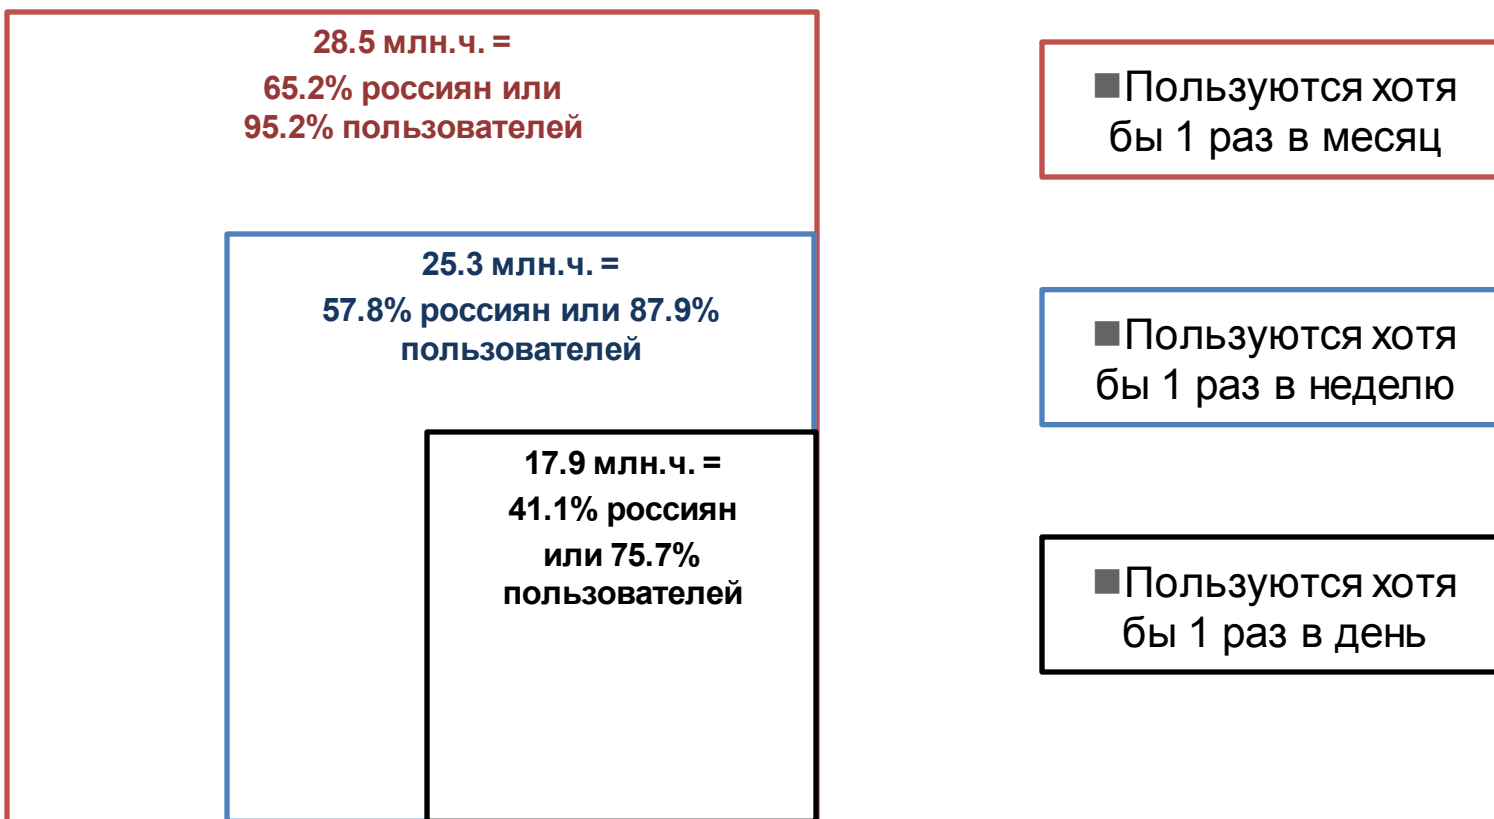 28.5 млн.ч. =
65.2% россиян или
95.2% пользователей
25.3 млн.ч. =
57.8% россиян или 87.9%
пользователей
17.9 млн.ч. =
41.1% россиян
или 75.7%
пользователей
Пользуются хотя
бы 1 раз в месяц
Пользуются хотя
бы 1 раз в неделю
Пользуются хотя
бы 1 раз в день